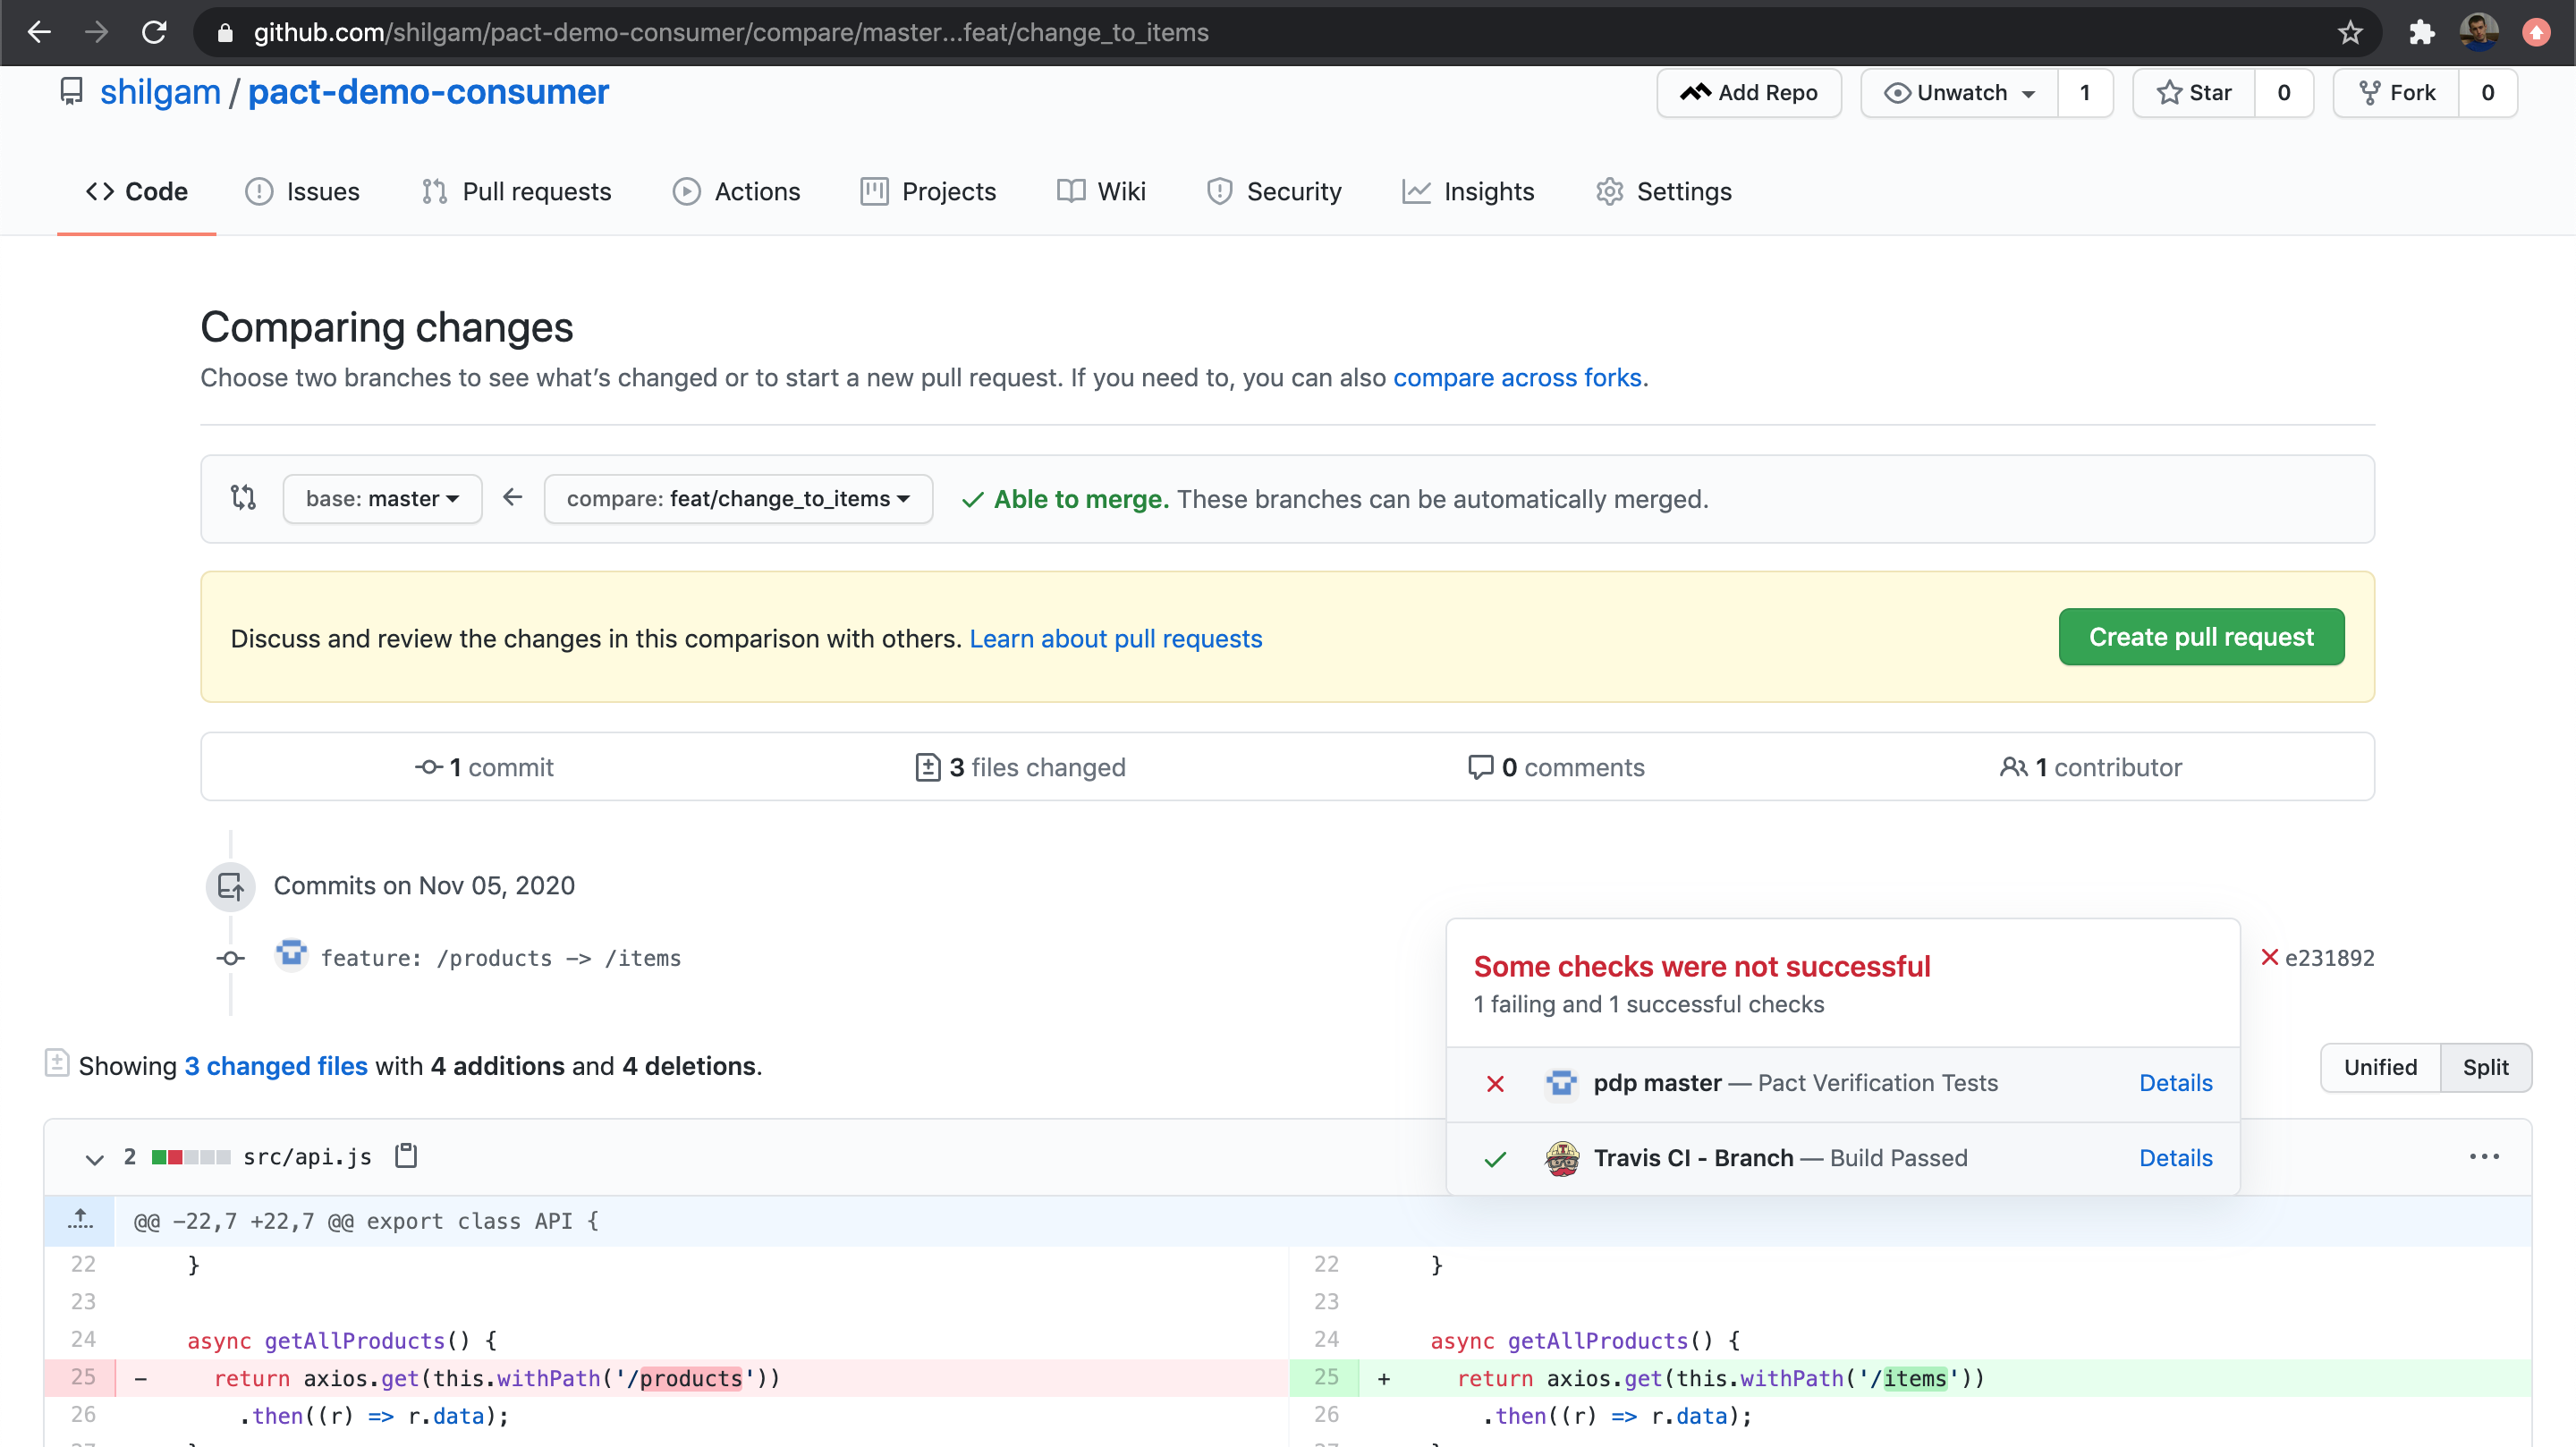 github.com/shilgam/pact-demo-consumer/compare/master...feat/change_to_items
shilgam / pact-demo-consumer
Add Repo
Unwatch 1
Star 0
Fork 0
Code
Issues
Pull requests
Actions
Projects
Wiki
Security
Insights
Settings
Comparing changes
Choose two branches to see what’s changed or to start a new pull request. If you need to, you can also compare across forks.
base: master
compare: feat/change_to_items
Able to merge. These branches can be automatically merged.
Discuss and review the changes in this comparison with others. Learn about pull requests
Create pull request
1 commit
3 files changed
0 comments
1 contributor
Commits on Nov 05, 2020
feature: /products -> /items
e231892
Some checks were not successful
1 failing and 1 successful checks
pdp master — Pact Verification Tests Details
Travis CI - Branch — Build Passed Details
Showing 3 changed files with 4 additions and 4 deletions.
Unified Split
2 src/api.js
@@ -22,7 +22,7 @@ export class API {
22 }
23
24 async getAllProducts() {
25 - return axios.get(this.withPath('/products'))
26 .then((r) => r.data);
22 }
23
24 async getAllProducts() {
25 + return axios.get(this.withPath('/items'))
26 .then((r) => r.data);